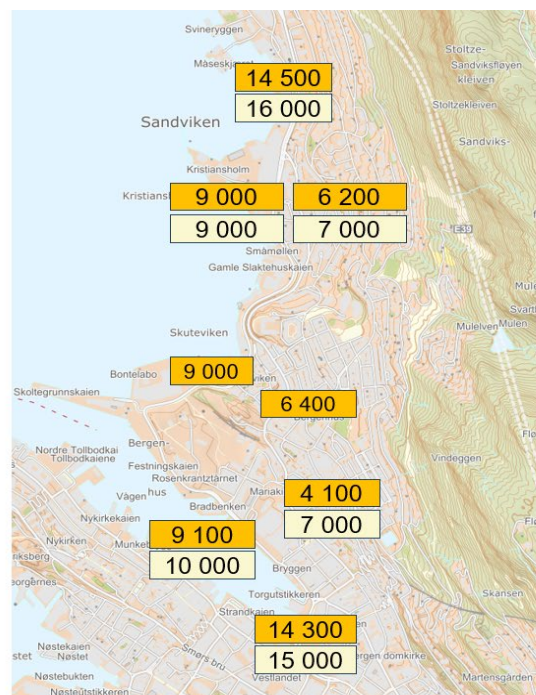 Svineryggen
Måseskjæret
Stoltze-
Sandviksfløyen
kleiven
14 500
16 000
Stoltzekleiven
Sandviken
Sandviks-
Kristiansholm
9 000
6 200
9 000
7 000
E39
Småmøllen
Gamle Slaktehuskaien
Skuteviken
Mulelven
Mulen
Bontelabo
9 000
Skoltegrunnskaien
6 400
Bergen-
Nordre Tollbodkai
Tollbodkaiene
Festningskaien
Vindeggen
Rosenkrantztårnet
hus
Vågen
4 100
7 000
Bradbenken
Nykirkekaien
Nykirken
9 100
10 000
Bryggen
Skansen
Torgutstikkeren
Strandkaien
14 300
15 000
Nøstekaien
Nøstet
Smørs bru
Vestlandet
Nøstebukten
Nøsteutstikkeren
Martensgården